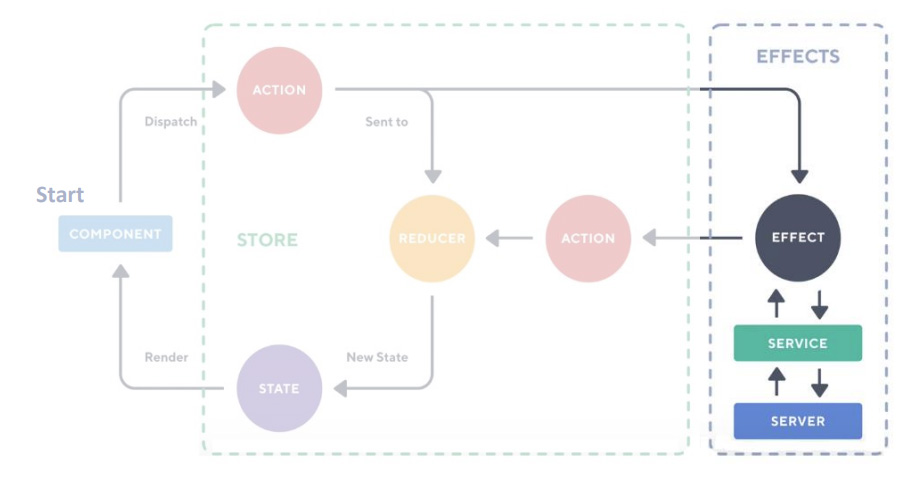 EFFECTS
ACTION
Dispatch
Sent to
Start
COMPONENT
STORE
REDUCER
ACTION
EFFECT
SERVICE
Render
New State
STATE
SERVER